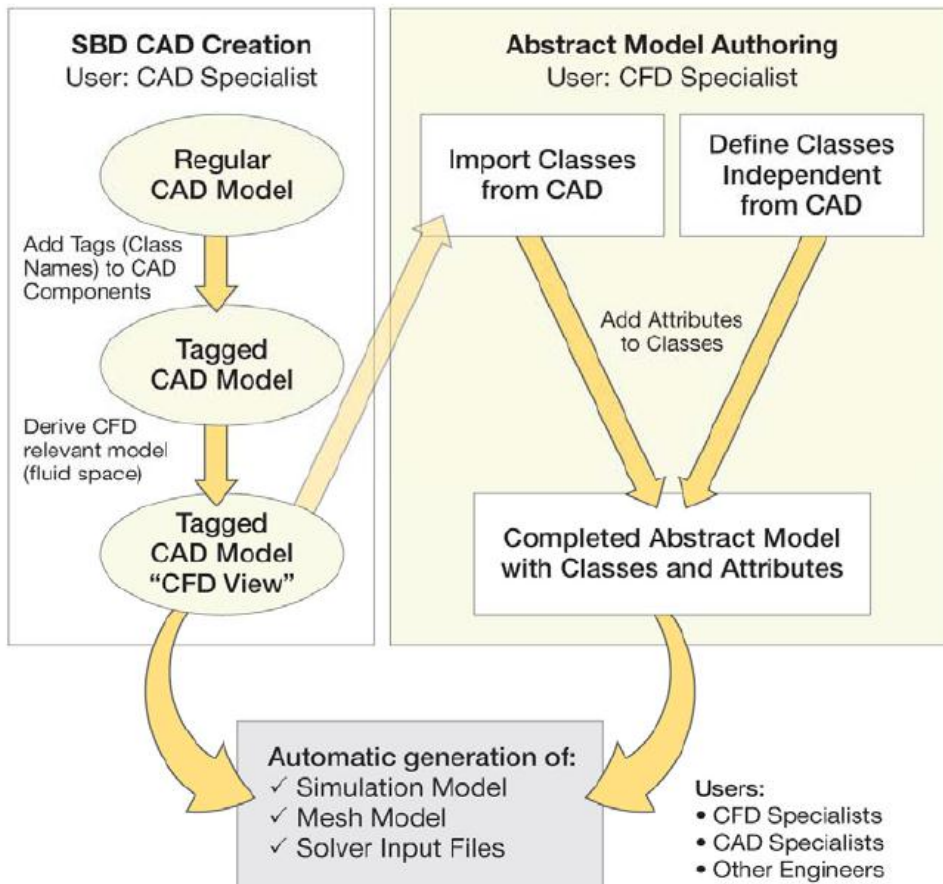 SBD CAD Creation
User: CAD Specialist
Regular
CAD Model
Add Tags (Class
Names) to CAD
Components
Tagged
CAD Model
Derive CFD
relevant model
(fluid space)
Tagged
CAD Model
“CFD View”
Abstract Model Authoring
User: CFD Specialist
Import Classes
from CAD
Define Classes
Independent
from CAD
Add Attributes
to Classes
Completed Abstract Model
with Classes and Attributes
Automatic generation of:
✓ Simulation Model
✓ Mesh Model
✓ Solver Input Files
Users:
• CFD Specialists
• CAD Specialists
• Other Engineers